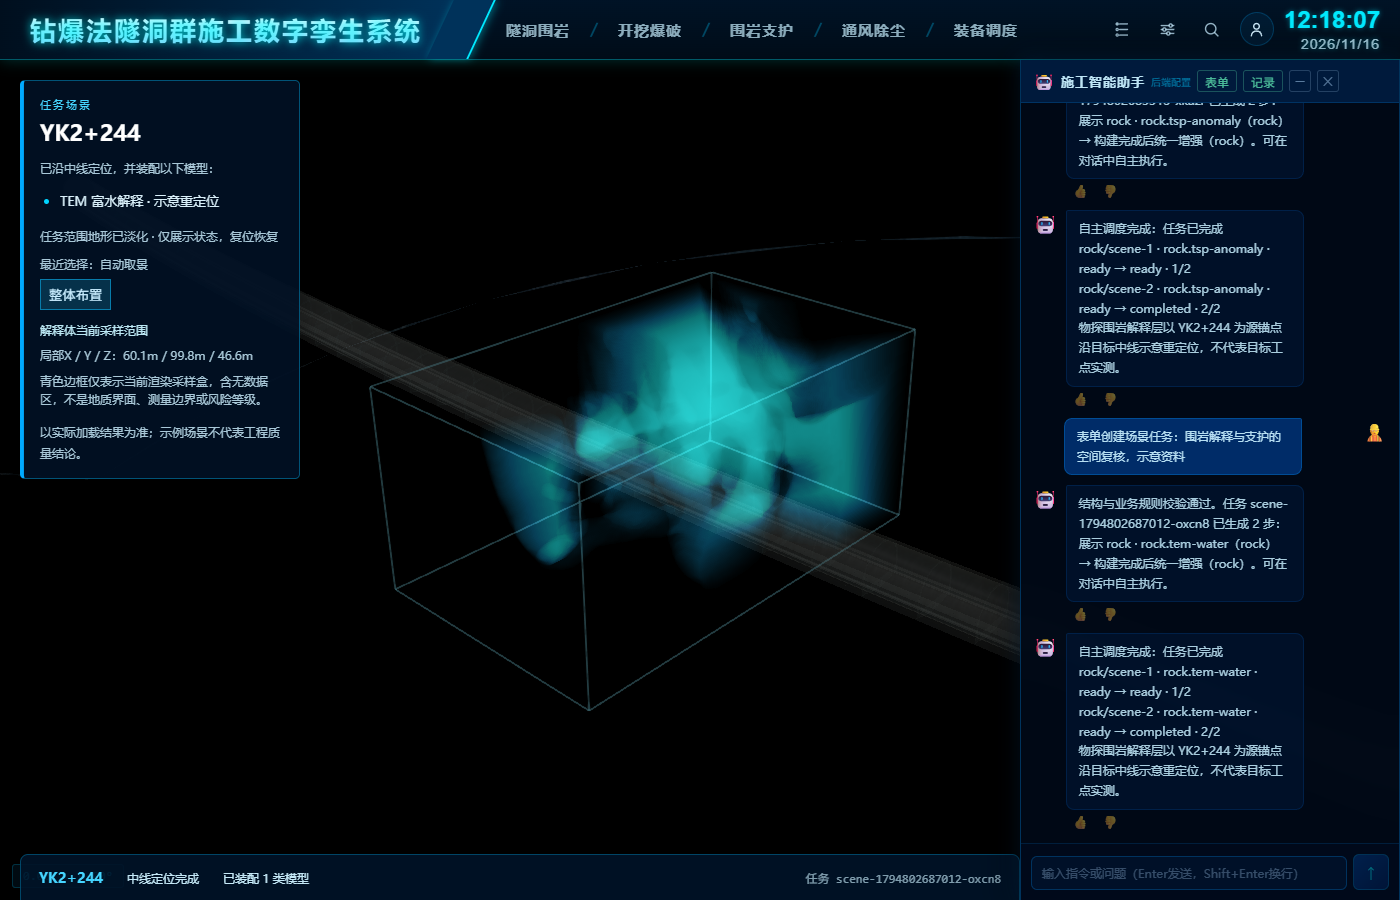 钻爆法隧洞群施工数字孪生系统
隧洞围岩 / 开挖爆破 / 围岩支护 / 通风除尘 / 装备调度
12:18:07
2026/11/16
任务场景
YK2+244
已沿中线定位，并装配以下模型：
• TEM 富水解释 · 示意重定位
任务范围地形已淡化 · 仅展示状态，复位恢复
最近选择：自动取景
整体布置
解释体当前采样范围
局部X / Y / Z：60.1m / 99.8m / 46.6m
青色边框仅表示当前渲染采样盒，含无数据
区，不是地质界面、测量边界或风险等级。
以实际加载结果为准；示例场景不代表工程质
量结论。
施工智能助手 后端配置 表单 记录
展示 rock · rock.tsp-anomaly（rock）
→ 构建完成后统一增强（rock）。可在
对话中自主执行。
自主调度完成：任务已完成
rock/scene-1 · rock.tsp-anomaly ·
ready → ready · 1/2
rock/scene-2 · rock.tsp-anomaly ·
ready → completed · 2/2
物探围岩解释层以 YK2+244 为源锚点
沿目标中线示意重定位，不代表目标工
点实测。
表单创建场景任务：围岩解释与支护的
空间复核，示意资料
结构与业务规则校验通过。任务 scene-
1794802687012-oxcn8 已生成 2 步：
展示 rock · rock.tem-water（rock）
→ 构建完成后统一增强（rock）。可在
对话中自主执行。
自主调度完成：任务已完成
rock/scene-1 · rock.tem-water ·
ready → ready · 1/2
rock/scene-2 · rock.tem-water ·
ready → completed · 2/2
物探围岩解释层以 YK2+244 为源锚点
沿目标中线示意重定位，不代表目标工
点实测。
输入指令或问题（Enter发送，Shift+Enter换行）
YK2+244 中线定位完成 已装配 1 类模型
任务 scene-1794802687012-oxcn8